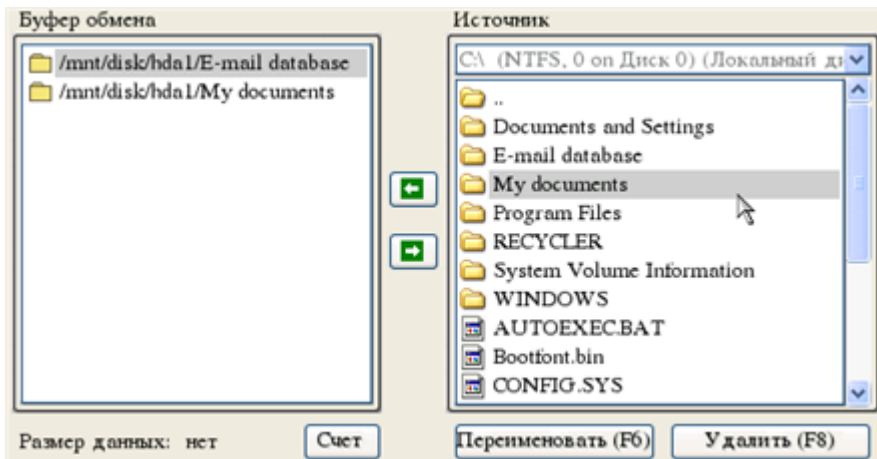 Буфер обмена
/mnt/disk/hda1/E-mail database
/mnt/disk/hda1/My documents
Размер данных: нет
Счет
Источник
C:\ (NTFS, 0 on Диск 0) (Локальный ди
..
Documents and Settings
E-mail database
My documents
Program Files
RECYCLER
System Volume Information
WINDOWS
AUTOEXEC.BAT
Bootfont.bin
CONFIG.SYS
Переименовать (F6)
Удалить (F8)